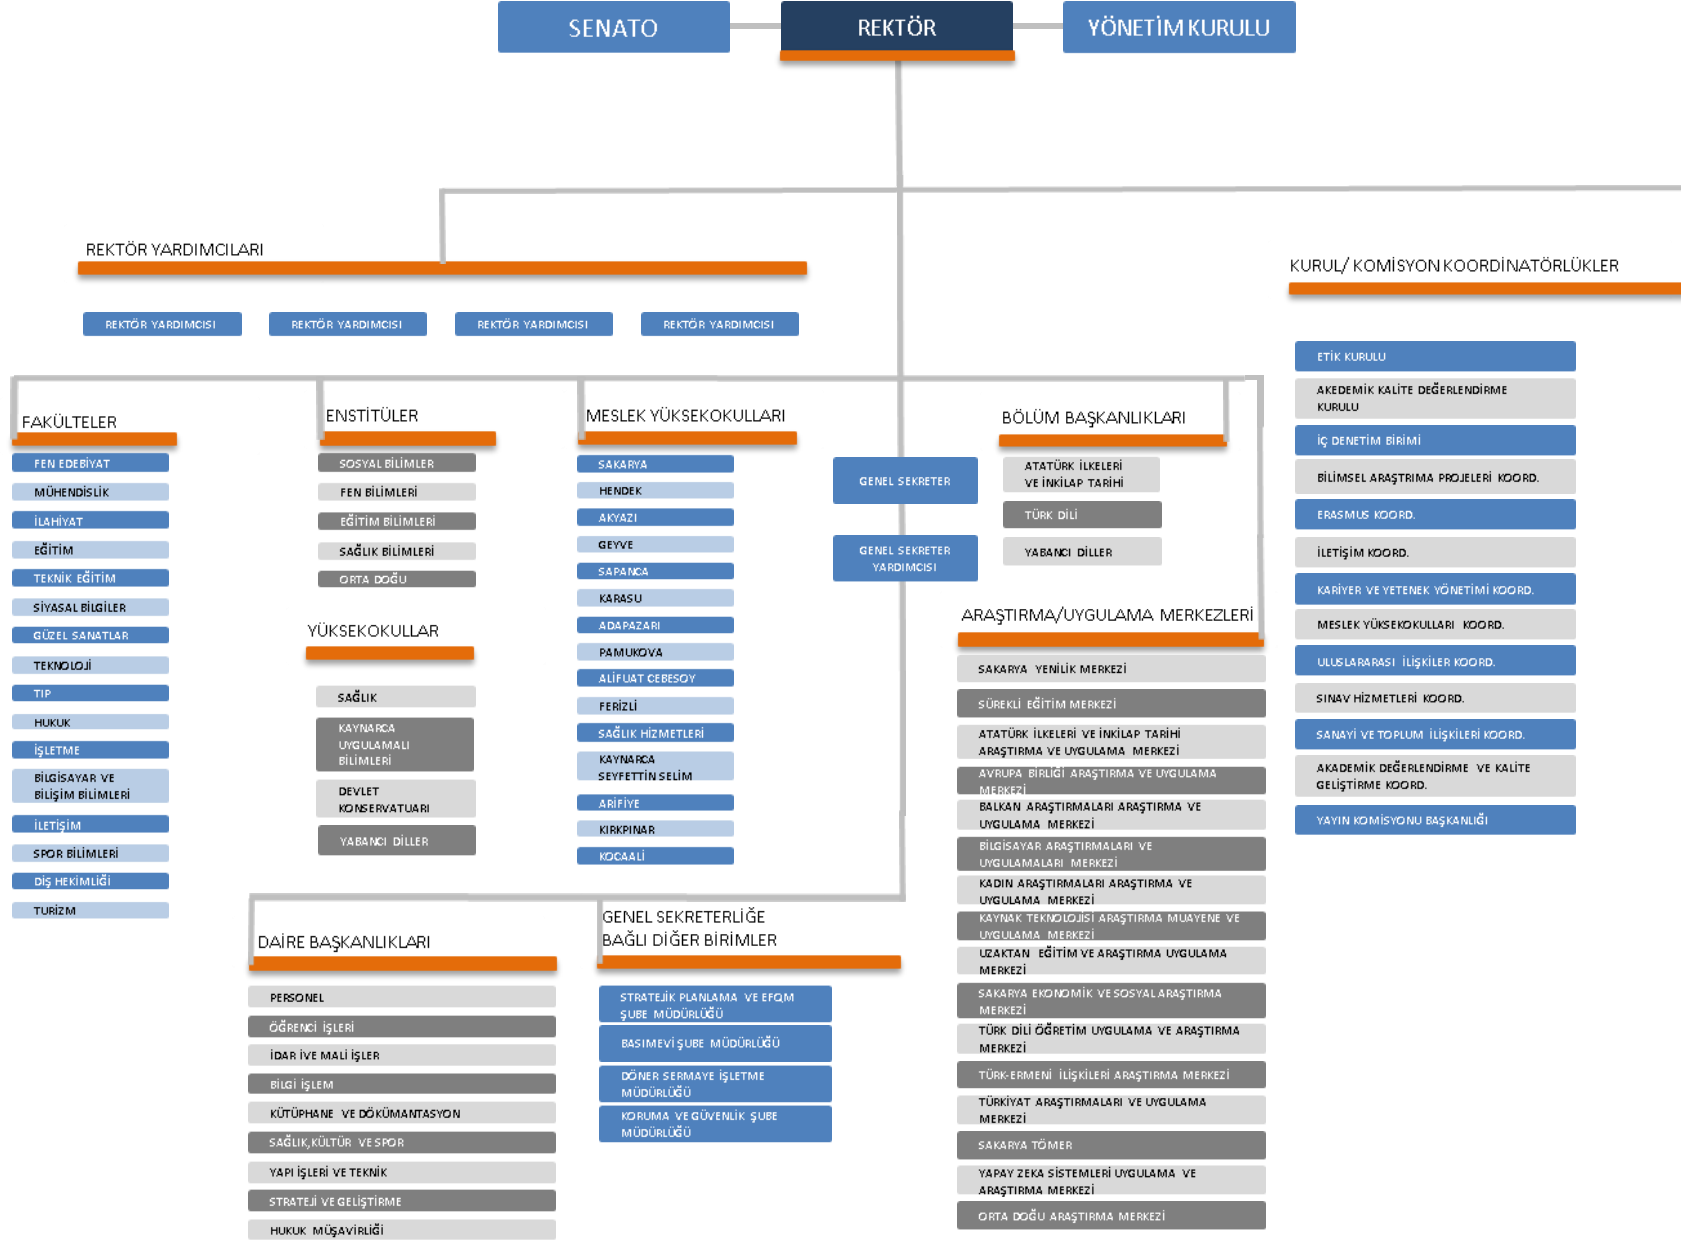 SENATO
REKTÖR
YÖNETİM KURULU
REKTÖR YARDIMCILARI
REKTÖR YARDIMCISI
REKTÖR YARDIMCISI
REKTÖR YARDIMCISI
REKTÖR YARDIMCISI
KURUL/ KOMİSYON KOORDİNATÖRLÜKLER
ETİK KURULU
AKEDEMİK KALİTE DEĞERLENDİRME
KURULU
İÇ DENETİM BİRİMİ
BİLİMSEL ARAŞTRIMA PROJELERİ KOORD.
ERASMUS KOORD.
İLETİŞİM KOORD.
KARİYER VE YETENEK YÖNETİMİ KOORD.
MESLEK YÜKSEKOKULLARI KOORD.
ULUSLARARASI İLİŞKİLER KOORD.
SINAV HİZMETLERİ KOORD.
SANAYİ VE TOPLUM İLİŞKİLERİ KOORD.
AKADEMİK DEĞERLENDİRME VE KALİTE
GELİŞTİRME KOORD.
YAYIN KOMİSYONU BAŞKANLIĞI
FAKÜLTELER
FEN EDEBİYAT
MÜHENDİSLİK
İLAHİYAT
EĞİTİM
TEKNİK EĞİTİM
SİYASAL BİLGİLER
GÜZEL SANATLAR
TEKNOLOJİ
TIP
HUKUK
İŞLETME
BİLGİSAYAR VE
BİLİŞİM BİLİMLERİ
İLETİŞİM
SPOR BİLİMLERİ
DİŞ HEKİMLİĞİ
TURİZM
ENSTİTÜLER
SOSYAL BİLİMLER
FEN BİLİMLERİ
EĞİTİM BİLİMLERİ
SAĞLIK BİLİMLERİ
ORTA DOĞU
YÜKSEKOKULLAR
SAĞLIK
KAYNARCA
UYGULAMALI
BİLİMLERİ
DEVLET
KONSERVATUARI
YABANCI DİLLER
MESLEK YÜKSEKOKULLARI
SAKARYA
HENDEK
AKYAZI
GEYVE
SAPANCA
KARASU
ADAPAZARI
PAMUKOVA
ALİFUAT CEBESOY
FERİZLİ
SAĞLIK HİZMETLERİ
KAYNARCA
SEYFETTİN SELİM
ARİFİYE
KIRKPINAR
KOCAALİ
GENEL SEKRETER
GENEL SEKRETER
YARDIMCISI
BÖLÜM BAŞKANLIKLARI
ATATÜRK İLKELERİ
VE İNKİLAP TARİHİ
TÜRK DİLİ
YABANCI DİLLER
ARAŞTIRMA/UYGULAMA MERKEZLERİ
SAKARYA YENİLİK MERKEZİ
SÜREKLİ EĞİTİM MERKEZİ
ATATÜRK İLKELERİ VE İNKİLAP TARİHİ
ARAŞTIRMA VE UYGULAMA MERKEZİ
AVRUPA BİRLİĞİ ARAŞTIRMA VE UYGULAMA
MERKEZİ
BALKAN ARAŞTIRMALARI ARAŞTIRMA VE
UYGULAMA MERKEZİ
BİLGİSAYAR ARAŞTIRMALARI VE
UYGULAMALARI MERKEZİ
KADIN ARAŞTIRMALARI ARAŞTIRMA VE
UYGULAMA MERKEZİ
KAYNAK TEKNOLOJİSİ ARAŞTIRMA MUAYENE VE
UYGULAMA MERKEZİ
UZAKTAN EĞİTİM VE ARAŞTIRMA UYGULAMA
MERKEZİ
SAKARYA EKONOMİK VE SOSYAL ARAŞTIRMA
MERKEZİ
TÜRK DİLİ ÖĞRETİM UYGULAMA VE ARAŞTIRMA
MERKEZİ
TÜRK-ERMENİ İLİŞKİLERİ ARAŞTIRMA MERKEZİ
TÜRKİYAT ARAŞTIRMALARI VE UYGULAMA
MERKEZİ
SAKARYA TÖMER
YAPAY ZEKA SİSTEMLERİ UYGULAMA VE
ARAŞTIRMA MERKEZİ
ORTA DOĞU ARAŞTIRMA MERKEZİ
DAİRE BAŞKANLIKLARI
PERSONEL
ÖĞRENCİ İŞLERİ
İDAR İVE MALİ İŞLER
BİLGİ İŞLEM
KÜTÜPHANE VE DÖKÜMANTASYON
SAĞLIK,KÜLTÜR VE SPOR
YAPI İŞLERİ VE TEKNİK
STRATEJİ VE GELİŞTİRME
HUKUK MÜŞAVİRLİĞİ
GENEL SEKRETERLİĞE
BAĞLI DİĞER BİRİMLER
STRATEJİK PLANLAMA VE EFQM
ŞUBE MÜDÜRLÜĞÜ
BASIMEVİ ŞUBE MÜDÜRLÜĞÜ
DÖNER SERMAYE İŞLETME
MÜDÜRLÜĞÜ
KORUMA VE GÜVENLİK ŞUBE
MÜDÜRLÜĞÜ